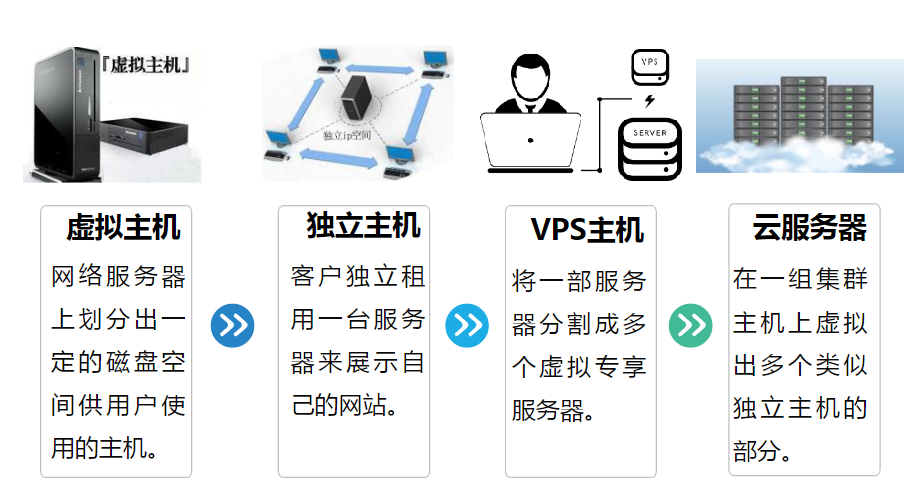 『虚拟主机』
独立ip空间
VPS
SERVER
虚拟主机
网络服务器
上划分出一
定的磁盘空
间供用户使
用的主机。
独立主机
客户独立租
用一台服务
器来展示自
己的网站。
VPS主机
将一部服务
器分割成多
个虚拟专享
服务器。
云服务器
在一组集群
主机上虚拟
出多个类似
独立主机的
部分。